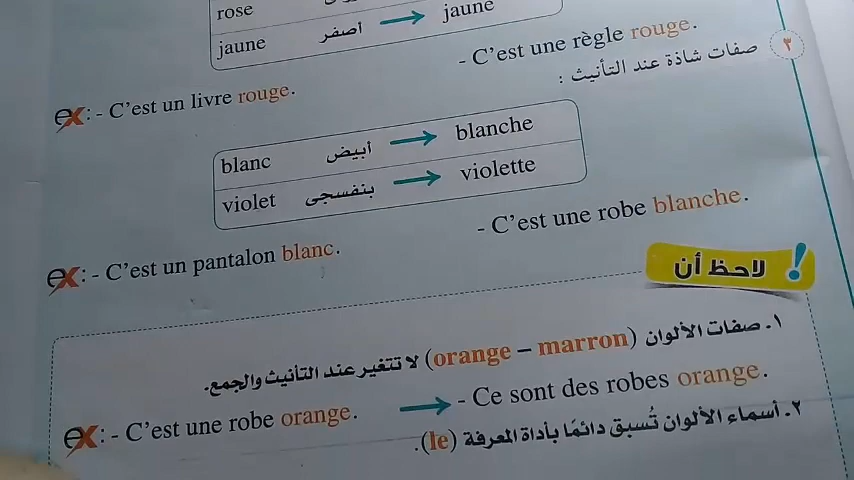 rose
jaune أصفر → jaune
ex: - C'est un livre rouge. - C'est une règle rouge.
٣ صفات شاذة عند التأنيث :
blanc أبيض → blanche
violet بنفسجى → violette
ex: - C'est un pantalon blanc. - C'est une robe blanche.
لاحظ أن !
١. صفات الألوان (orange – marron) لا تتغير عند التأنيث والجمع.
ex: - C'est une robe orange. → - Ce sont des robes orange.
٢. أسماء الألوان تُسبق دائمًا بأداة المعرفة (le).